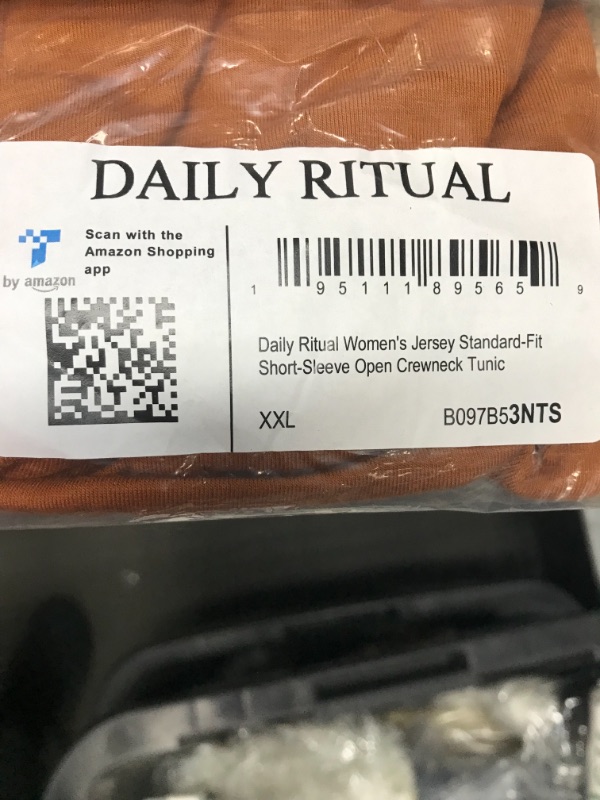 DAILY RITUAL
Scan with the
Amazon Shopping
app
by amazon
1 95111 89565 9
Daily Ritual Women's Jersey Standard-Fit
Short-Sleeve Open Crewneck Tunic
XXL B097B53NTS